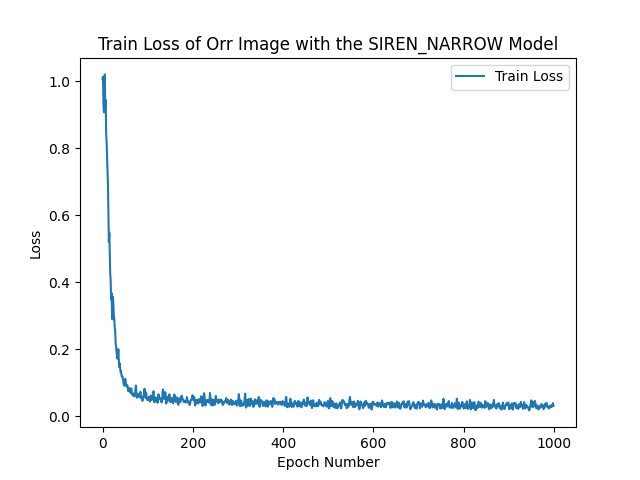 Train Loss of Orr Image with the SIREN_NARROW Model
Train Loss
1.0
0.8
0.6
0.4
0.2
0.0
Loss
0 200 400 600 800 1000
Epoch Number